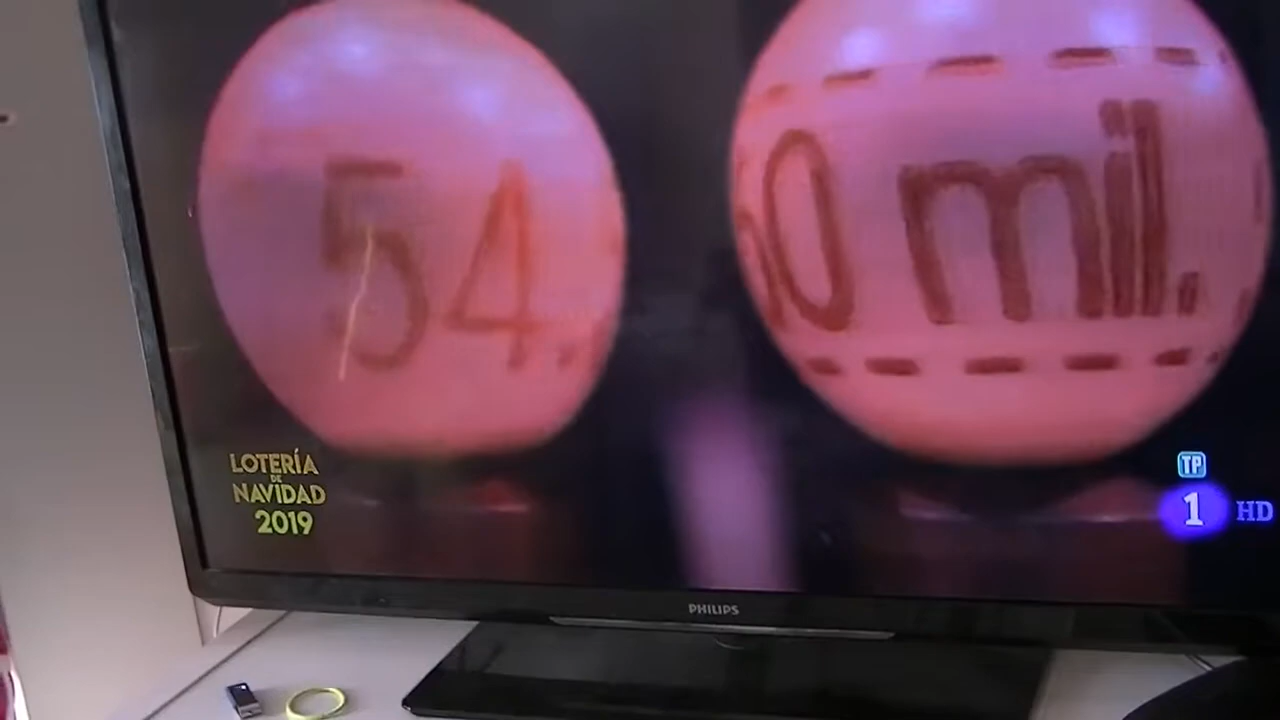 54.
0 mil.
LOTERÍA
DE
NAVIDAD
2019
TP
1 HD
PHILIPS